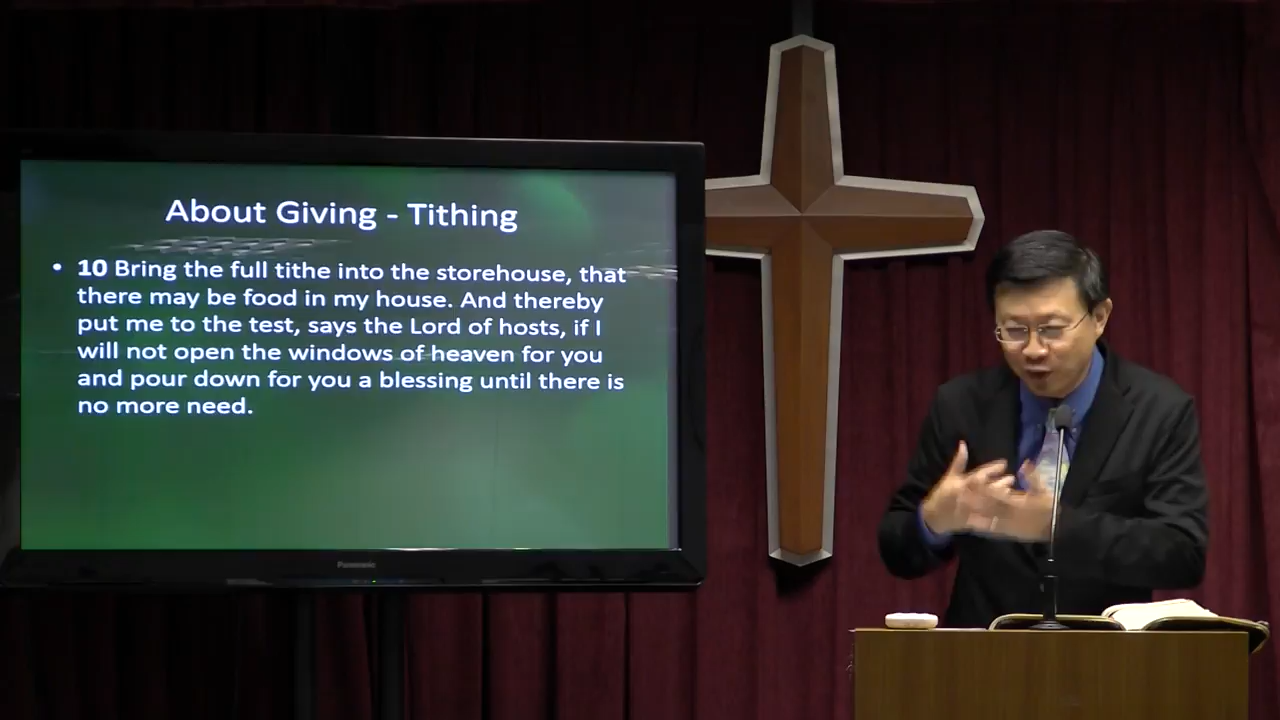 About Giving - Tithing
• 10 Bring the full tithe into the storehouse, that
there may be food in my house. And thereby
put me to the test, says the Lord of hosts, if I
will not open the windows of heaven for you
and pour down for you a blessing until there is
no more need.
Panasonic